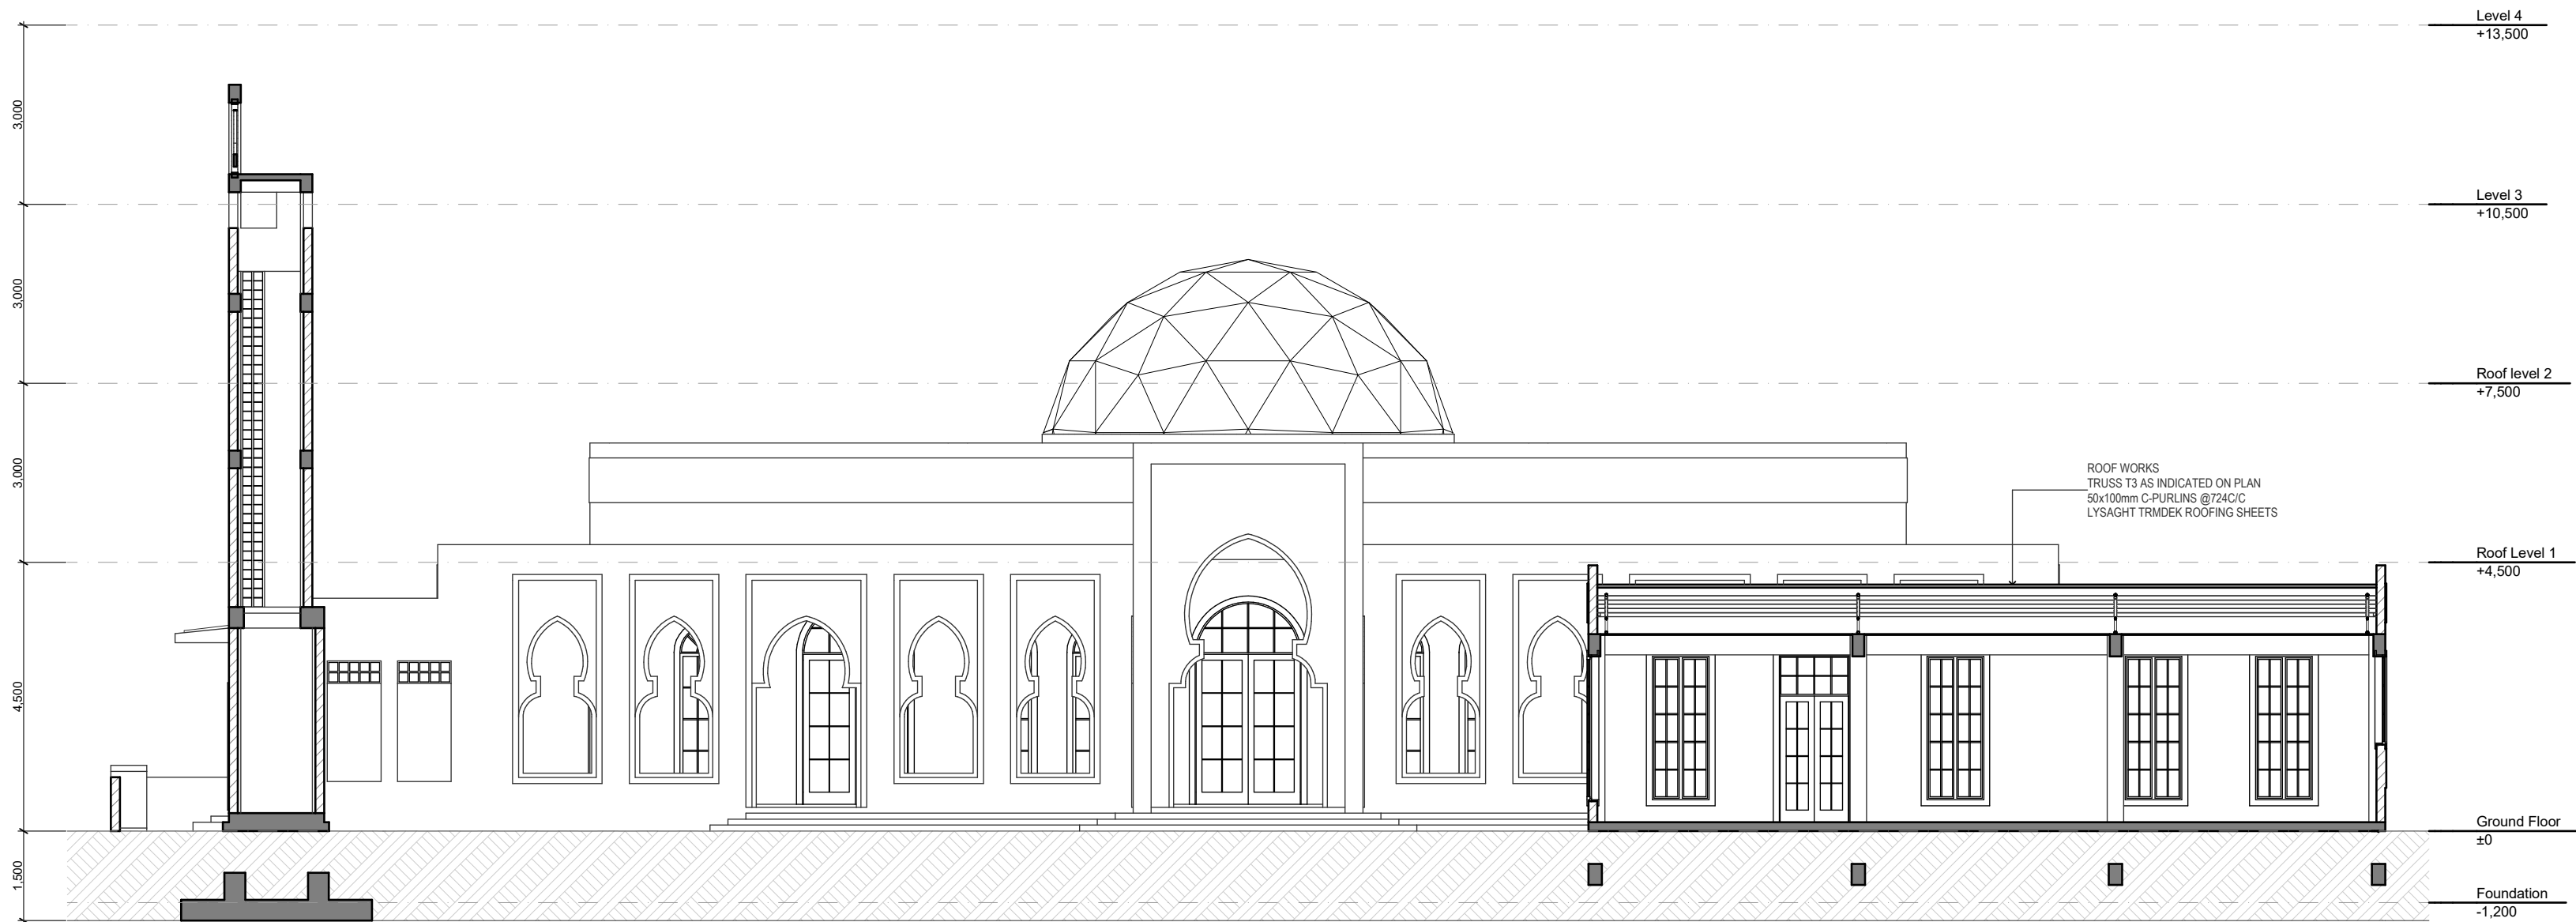 Level 4
+13,500
3,000
Level 3
+10,500
3,000
Roof level 2
+7,500
3,000
ROOF WORKS
TRUSS T3 AS INDICATED ON PLAN
50x100mm C-PURLINS @724C/C
LYSAGHT TRMDEK ROOFING SHEETS
Roof Level 1
+4,500
4,500
Ground Floor
±0
1,500
Foundation
-1,200